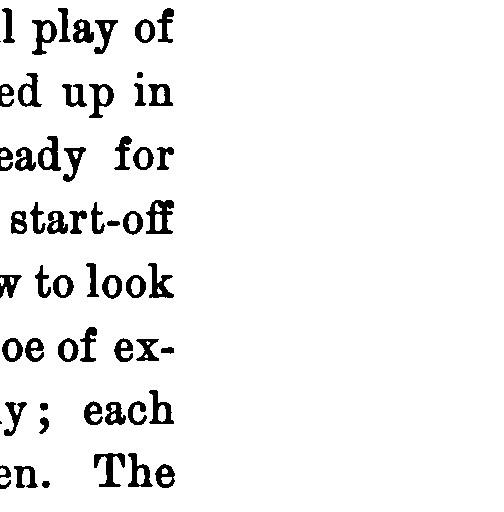 l play of
ed up in
eady for
start-off
w to look
oe of ex-
y; each
en. The